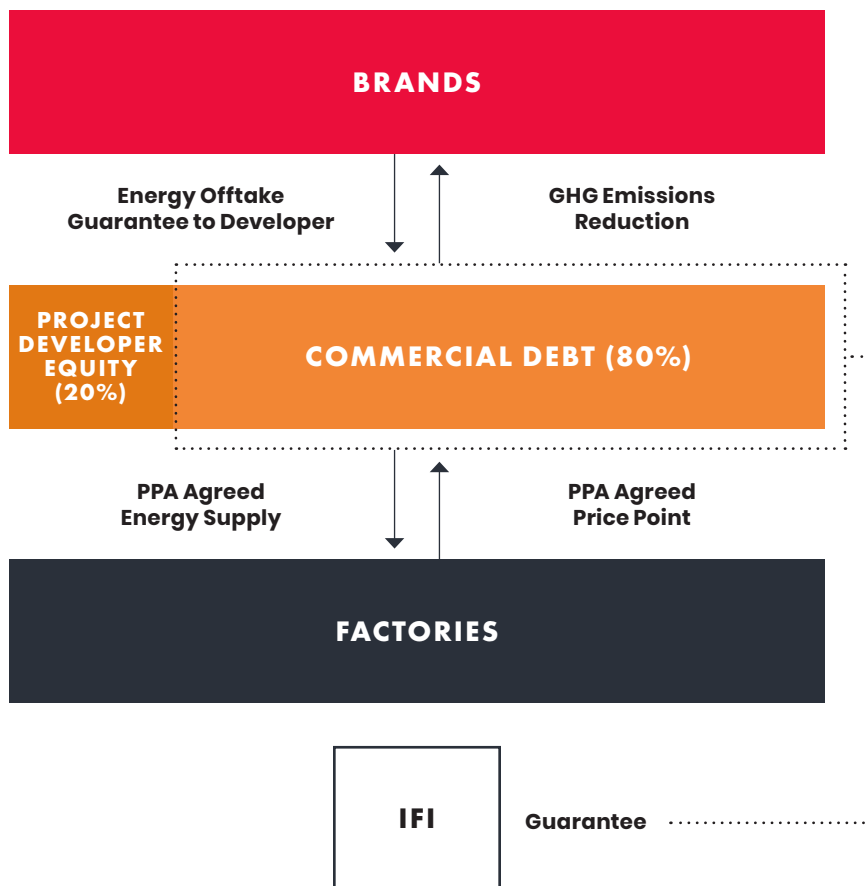 BRANDS
Energy Offtake
Guarantee to Developer
GHG Emissions
Reduction
PROJECT
DEVELOPER
EQUITY
(20%)
COMMERCIAL DEBT (80%)
PPA Agreed
Energy Supply
PPA Agreed
Price Point
FACTORIES
IFI
Guarantee